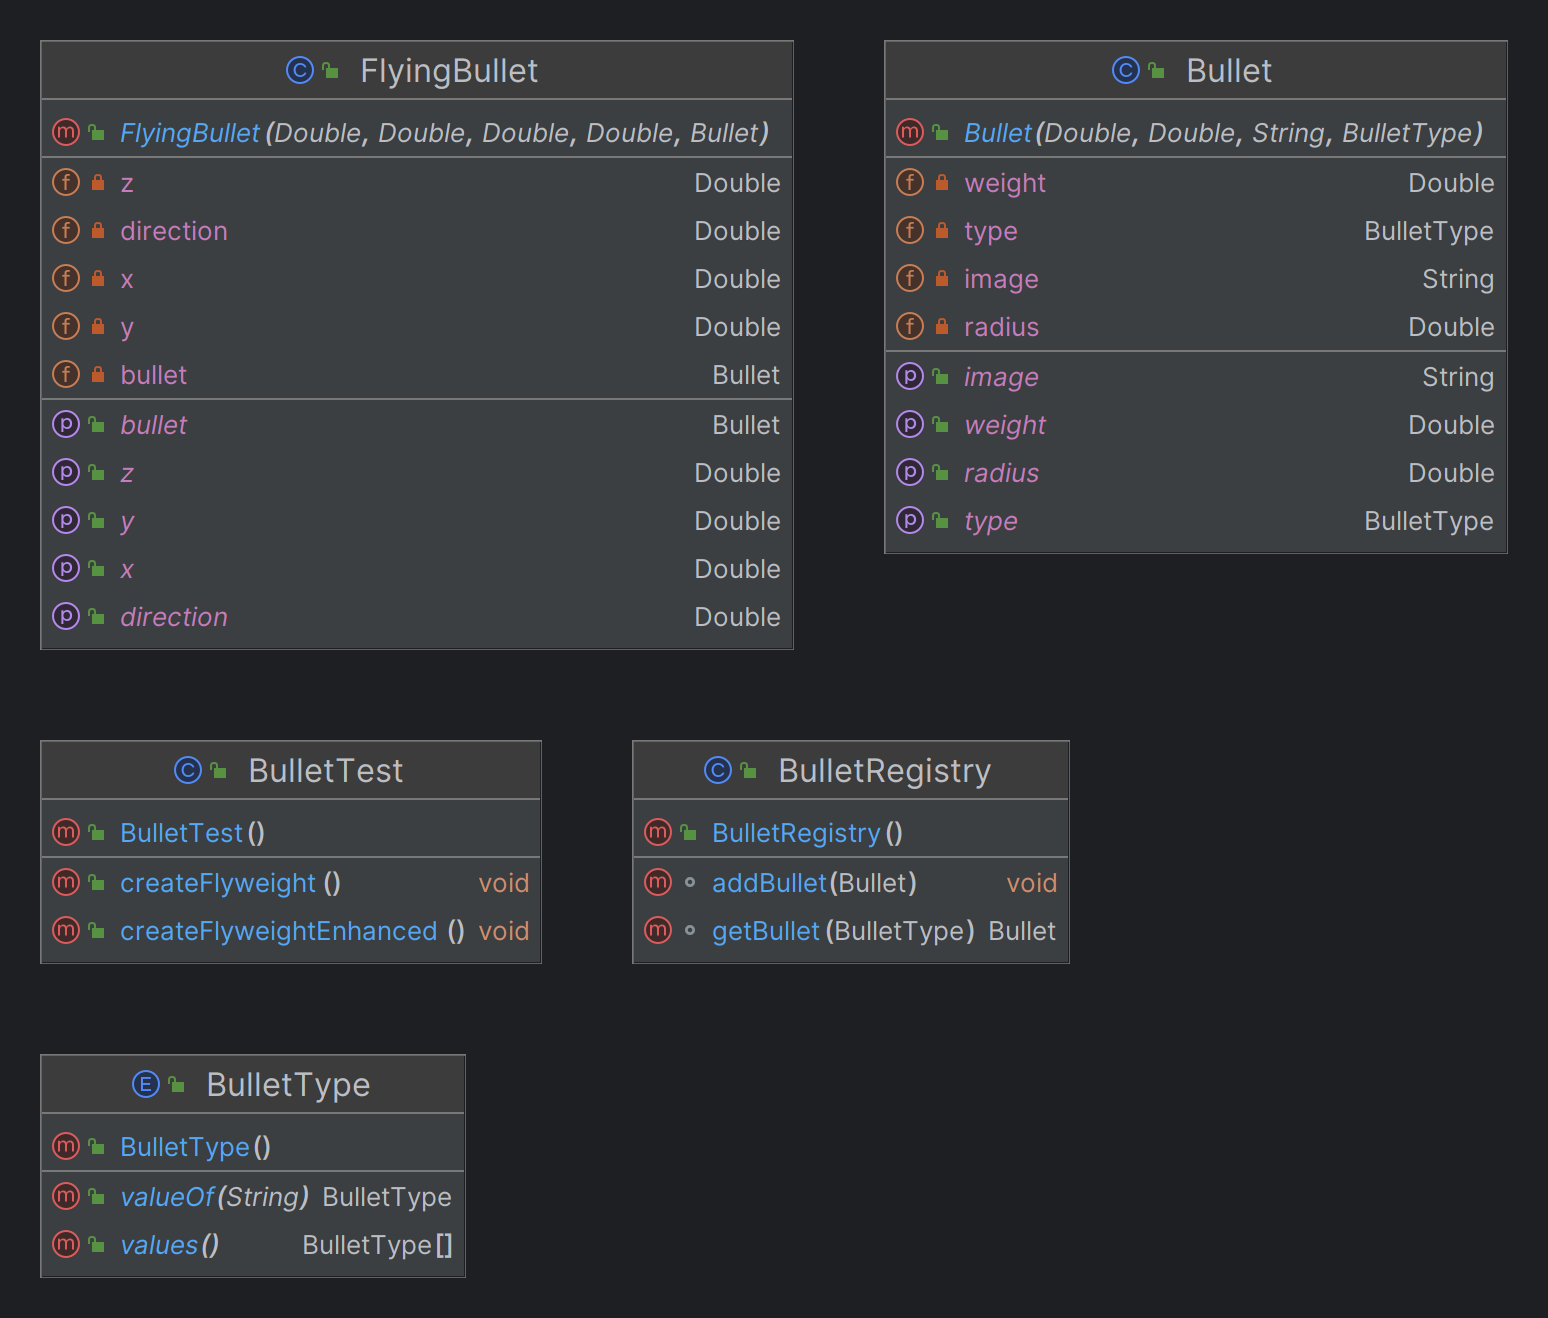 C FlyingBullet
m FlyingBullet(Double, Double, Double, Double, Bullet)
f z Double
f direction Double
f x Double
f y Double
f bullet Bullet
p bullet Bullet
p z Double
p y Double
p x Double
p direction Double
C Bullet
m Bullet(Double, Double, String, BulletType)
f weight Double
f type BulletType
f image String
f radius Double
p image String
p weight Double
p radius Double
p type BulletType
C BulletTest
m BulletTest()
m createFlyweight () void
m createFlyweightEnhanced () void
C BulletRegistry
m BulletRegistry()
m addBullet(Bullet) void
m getBullet(BulletType) Bullet
E BulletType
m BulletType()
m valueOf(String) BulletType
m values() BulletType[]